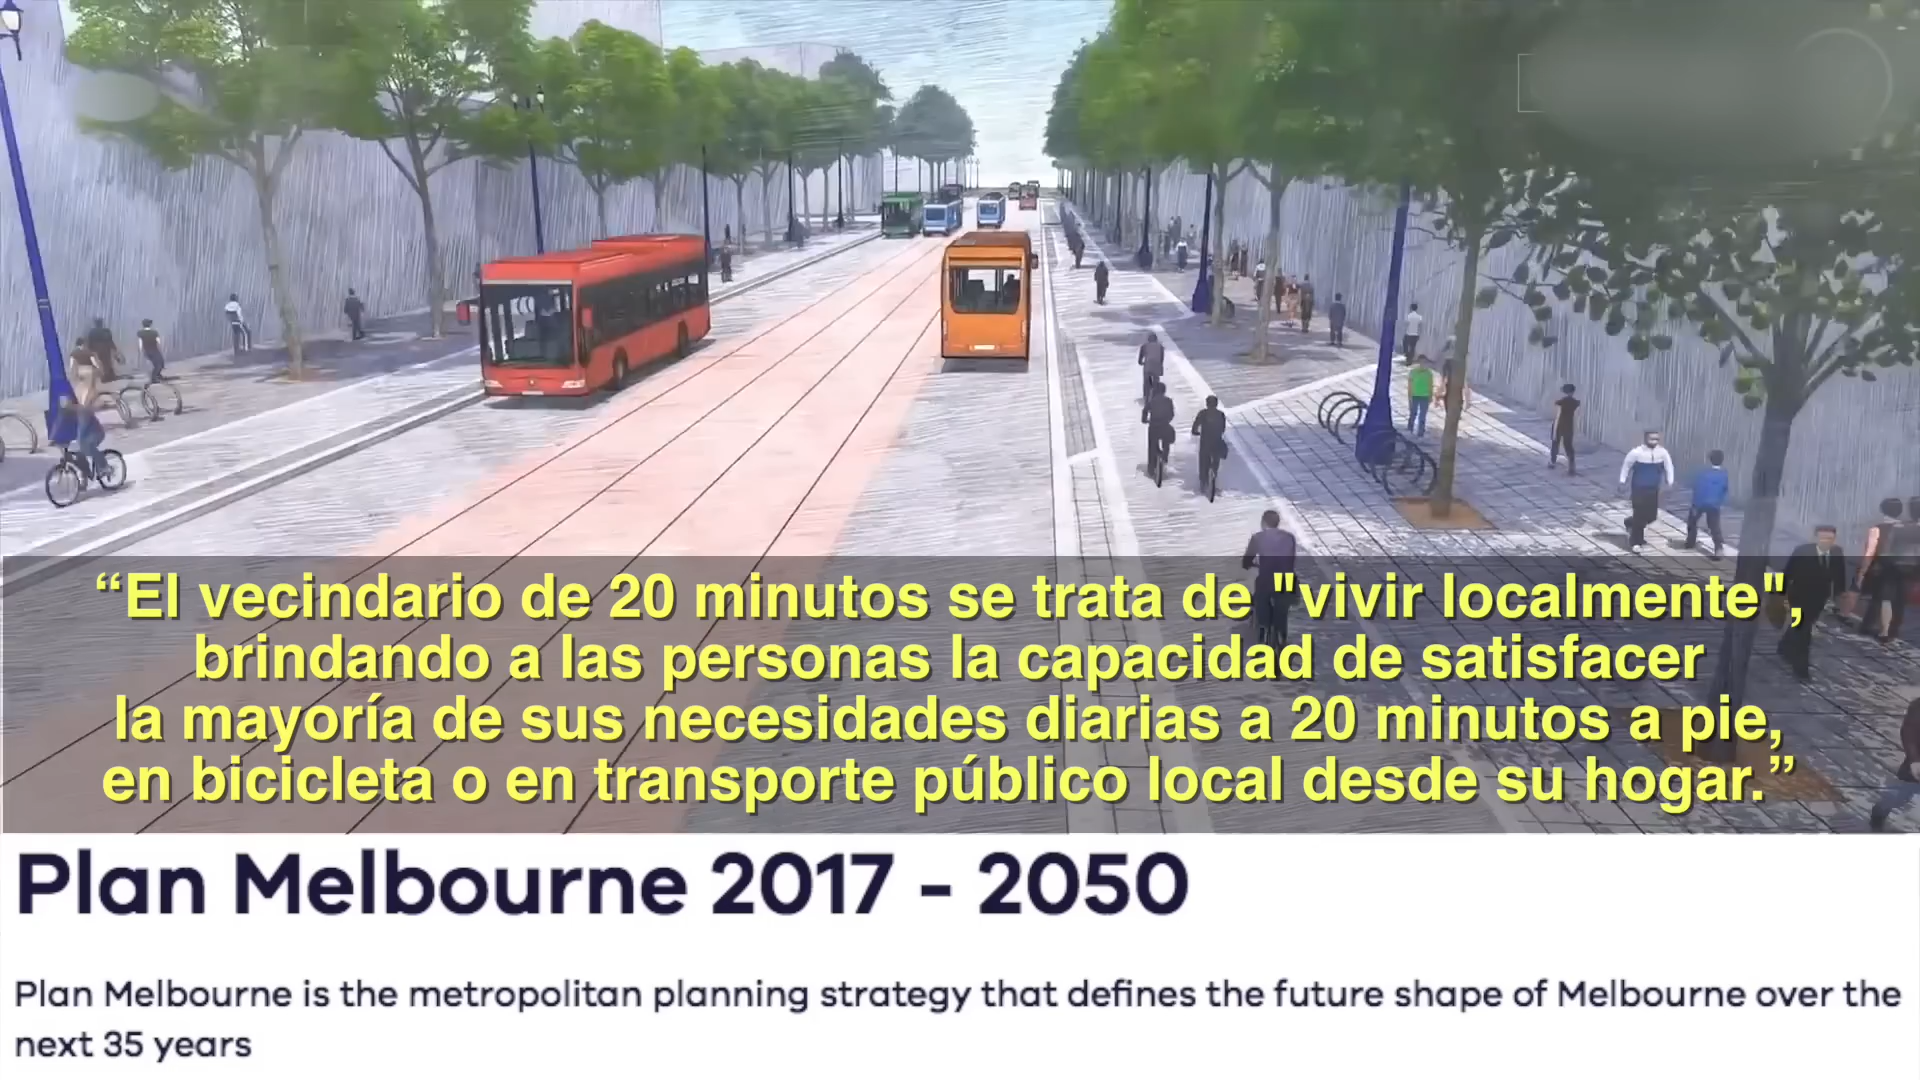 “El vecindario de 20 minutos se trata de "vivir localmente",
brindando a las personas la capacidad de satisfacer
la mayoría de sus necesidades diarias a 20 minutos a pie,
en bicicleta o en transporte público local desde su hogar.”
Plan Melbourne 2017 - 2050
Plan Melbourne is the metropolitan planning strategy that defines the future shape of Melbourne over the
next 35 years